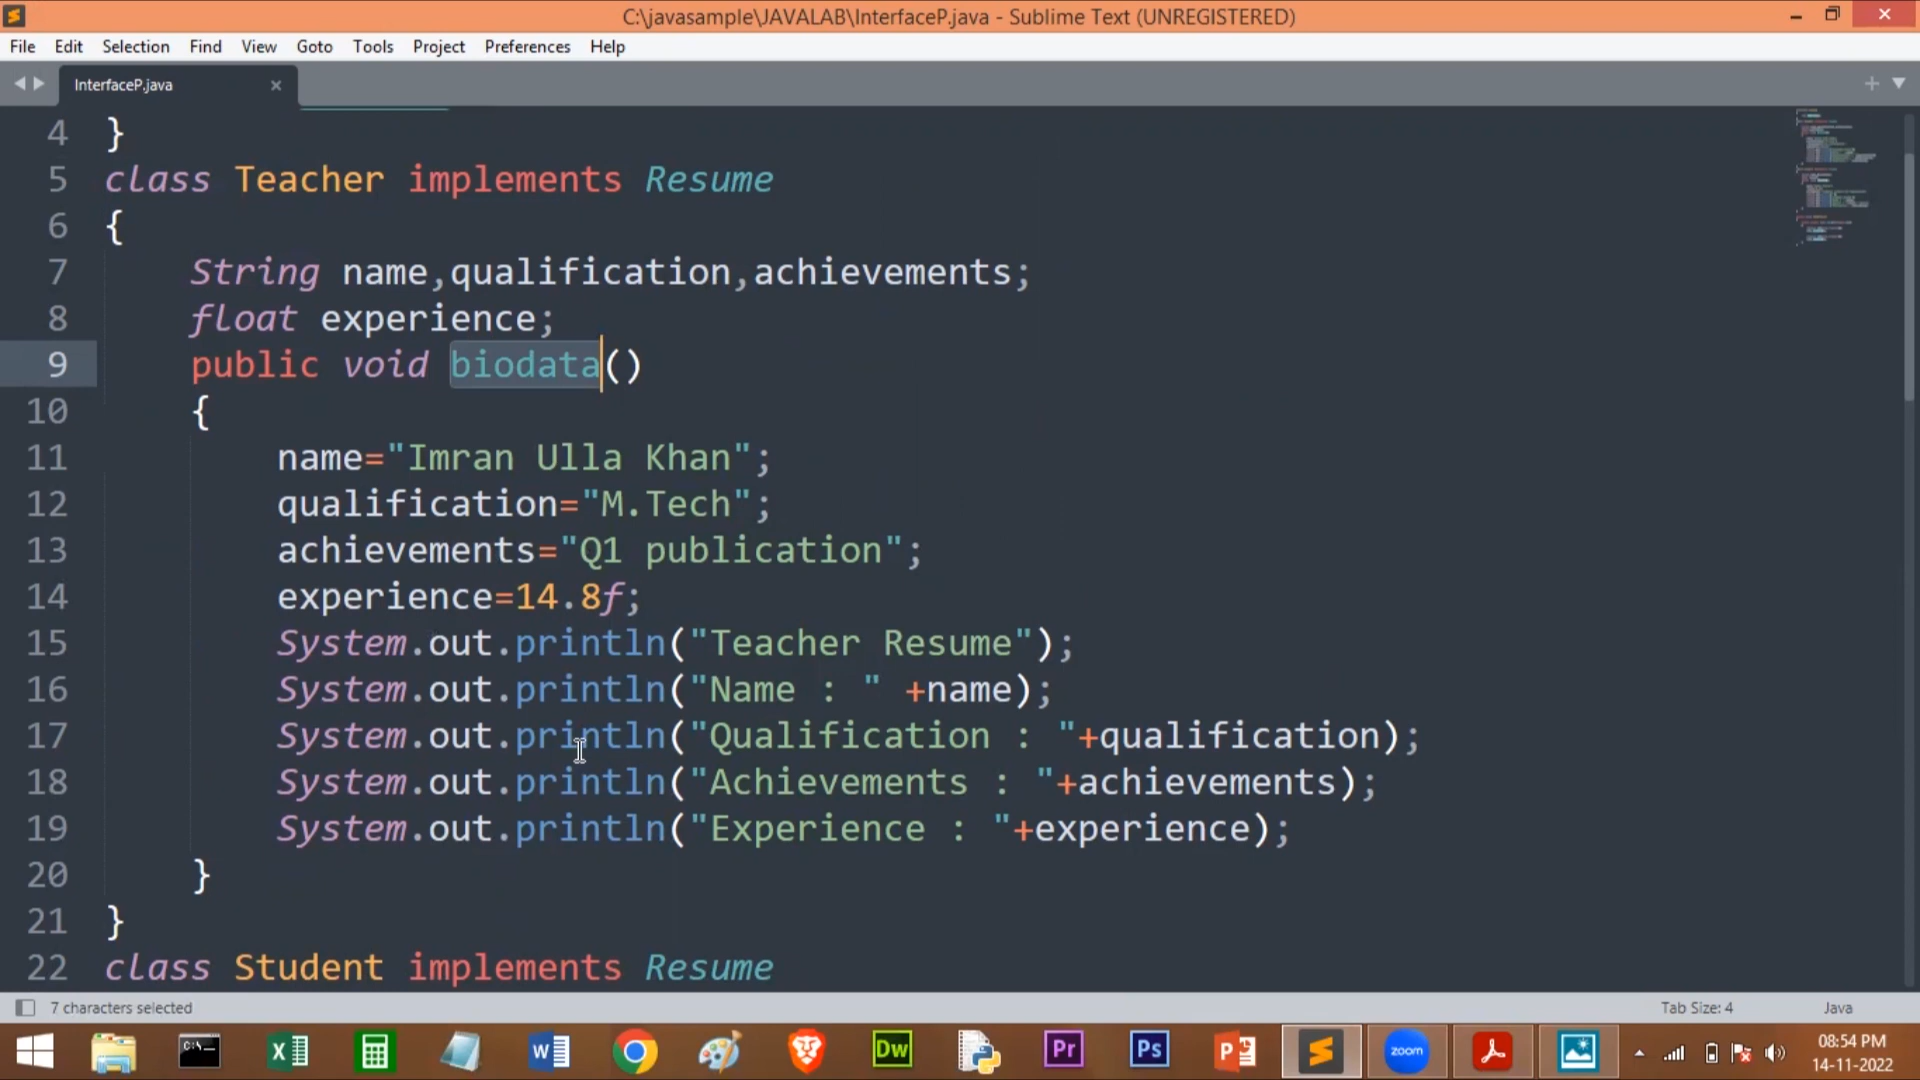 C:\javasample\JAVALAB\InterfaceP.java - Sublime Text (UNREGISTERED)
File Edit Selection Find View Goto Tools Project Preferences Help
InterfaceP.java
4 }
5 class Teacher implements Resume
6 {
7 String name,qualification,achievements;
8 float experience;
9 public void biodata()
10 {
11 name="Imran Ulla Khan";
12 qualification="M.Tech";
13 achievements="Q1 publication";
14 experience=14.8f;
15 System.out.println("Teacher Resume");
16 System.out.println("Name : " +name);
17 System.out.println("Qualification : "+qualification);
18 System.out.println("Achievements : "+achievements);
19 System.out.println("Experience : "+experience);
20 }
21 }
22 class Student implements Resume
7 characters selected Tab Size: 4 Java
C:\ X W Dw Pr Ps P zoom 08:54 PM
14-11-2022